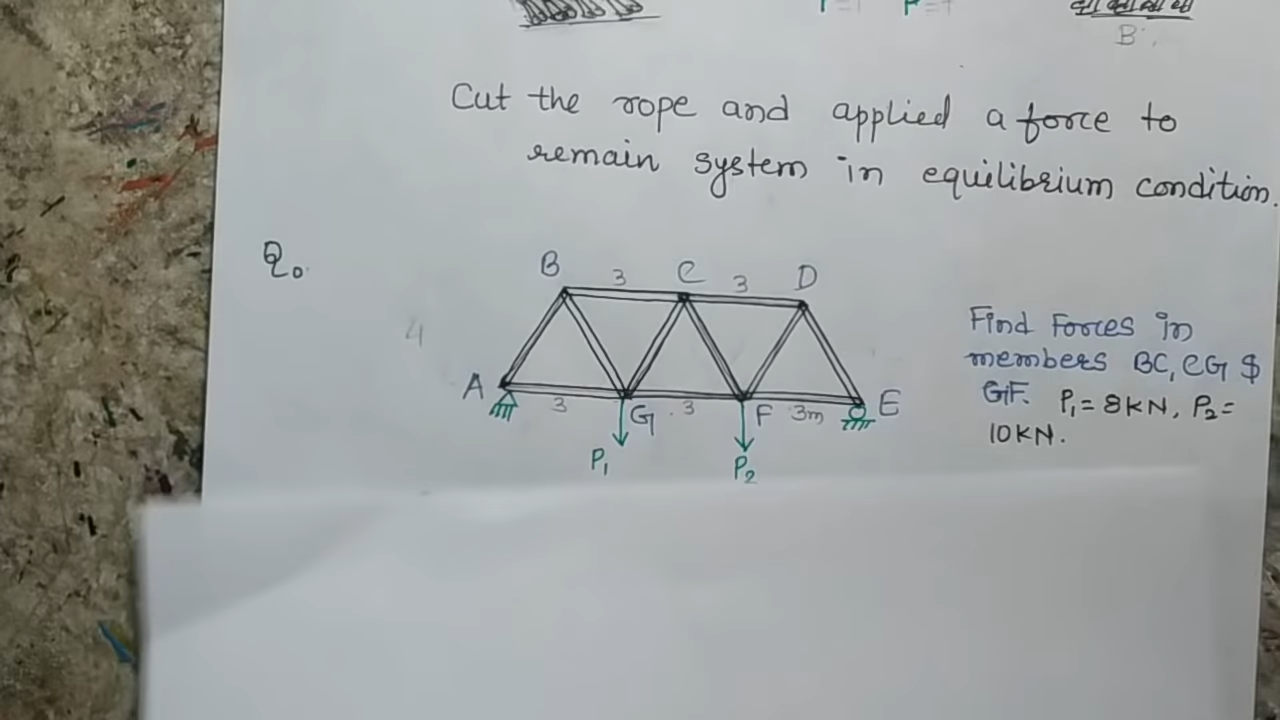 B
Cut the rope and applied a force to
remain system in equilibrium condition.
Q.
B 3 C 3 D
4
A 3 G 3 F 3m E
P1 P2
Find Forces in
members BC, CG $
GF. P1 = 8KN, P2 =
10KN.